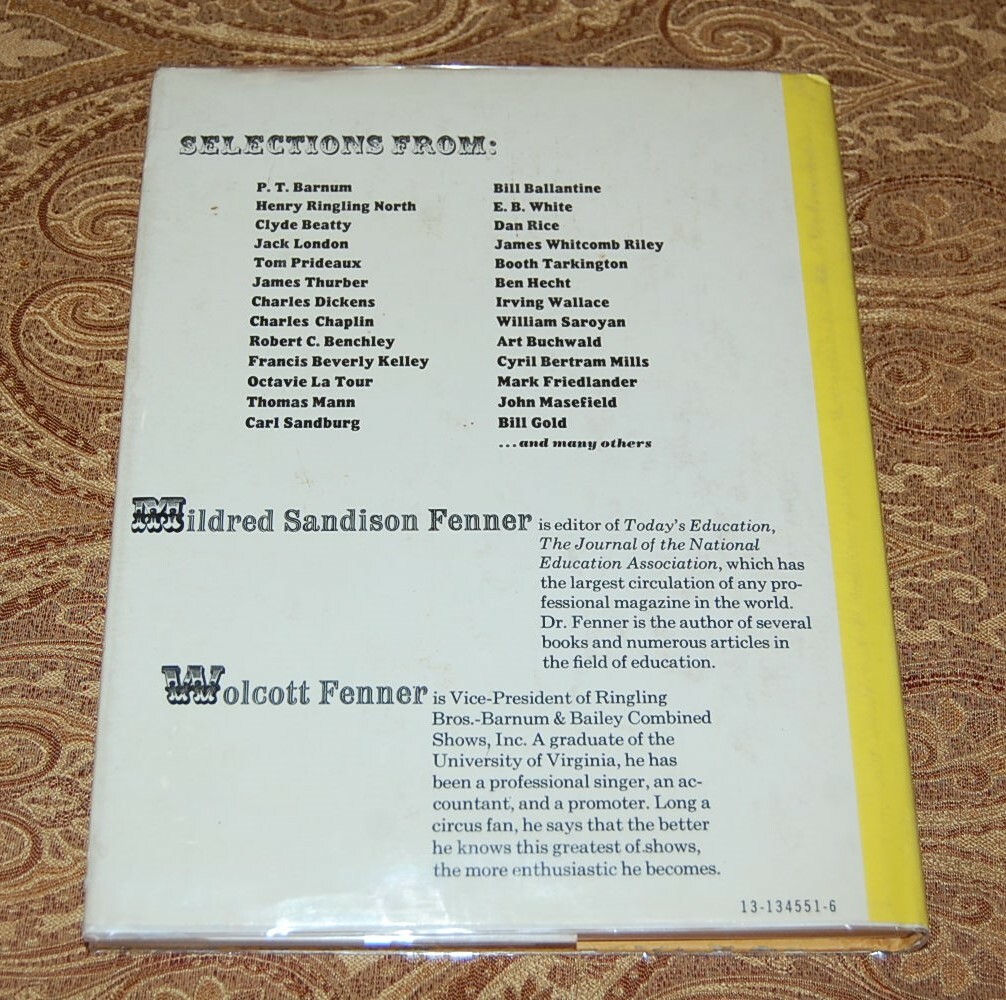 SELECTIONS FROM:
P. T. Barnum
Henry Ringling North
Clyde Beatty
Jack London
Tom Prideaux
James Thurber
Charles Dickens
Charles Chaplin
Robert C. Benchley
Francis Beverly Kelley
Octavie La Tour
Thomas Mann
Carl Sandburg
Bill Ballantine
E. B. White
Dan Rice
James Whitcomb Riley
Booth Tarkington
Ben Hecht
Irving Wallace
William Saroyan
Art Buchwald
Cyril Bertram Mills
Mark Friedlander
John Masefield
Bill Gold
...and many others
Mildred Sandison Fenner is editor of Today's Education,
The Journal of the National
Education Association, which has
the largest circulation of any pro-
fessional magazine in the world.
Dr. Fenner is the author of several
books and numerous articles in
the field of education.
Wolcott Fenner is Vice-President of Ringling
Bros.-Barnum & Bailey Combined
Shows, Inc. A graduate of the
University of Virginia, he has
been a professional singer, an ac-
countant, and a promoter. Long a
circus fan, he says that the better
he knows this greatest of shows,
the more enthusiastic he becomes.
13-134551-6